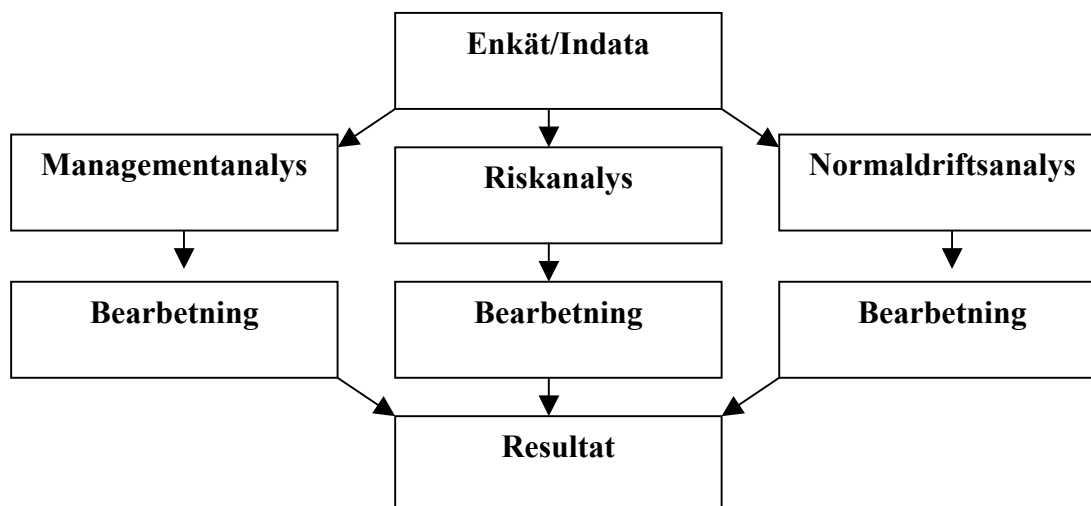 Enkät/Indata
Managementanalys
Riskanalys
Normaldriftsanalys
Bearbetning
Bearbetning
Bearbetning
Resultat